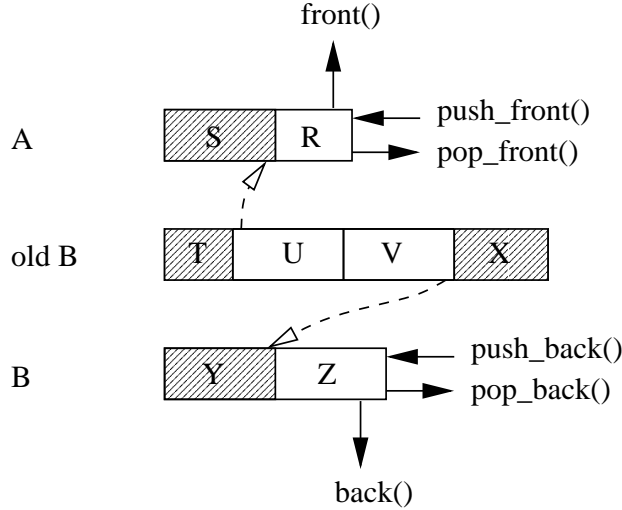 front()
A
S
R
push_front()
pop_front()
old B
T
U
V
X
B
Y
Z
push_back()
pop_back()
back()